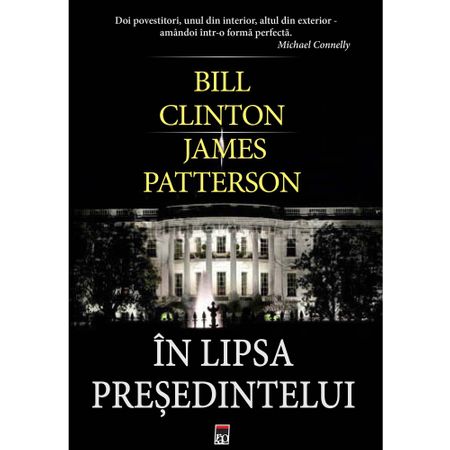 Doi povestitori, unul din interior, altul din exterior -
amândoi într-o formă perfectă.
Michael Connelly
BILL
CLINTON
JAMES
PATTERSON
ÎN LIPSA
PREȘEDINTELUI
rao